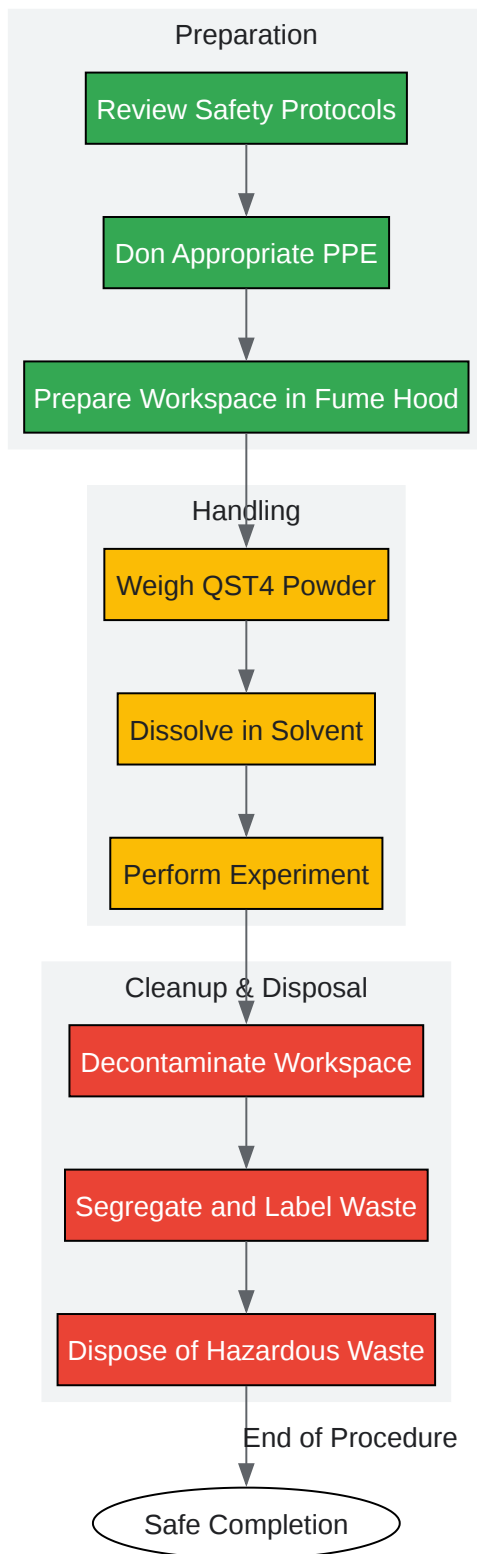 Preparation
Review Safety Protocols
Don Appropriate PPE
Prepare Workspace in Fume Hood
Handling
Weigh QST4 Powder
Dissolve in Solvent
Perform Experiment
Cleanup & Disposal
Decontaminate Workspace
Segregate and Label Waste
Dispose of Hazardous Waste
End of Procedure
Safe Completion